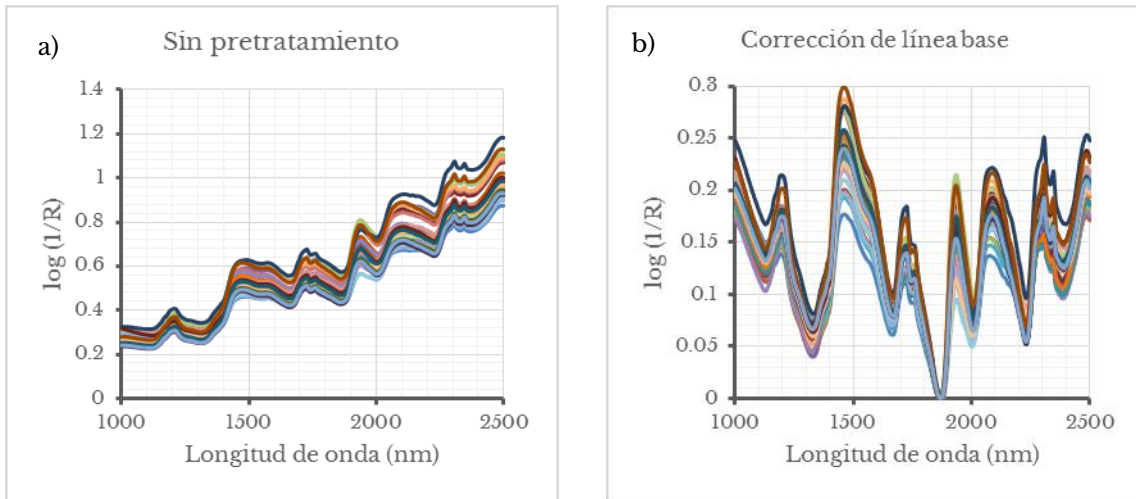 a)
Sin pretratamiento
log (1/R)
1.4
1.2
1
0.8
0.6
0.4
0.2
0
1000
1500
2000
2500
Longitud de onda (nm)
b)
Corrección de línea base
log (1/R)
0.3
0.25
0.2
0.15
0.1
0.05
0
1000
1500
2000
2500
Longitud de onda (nm)